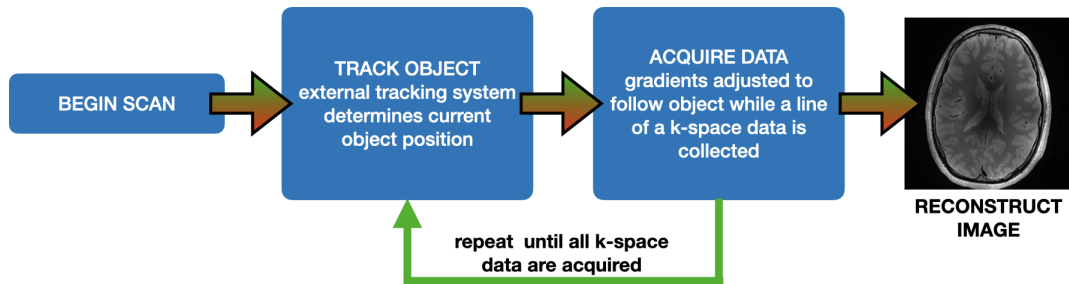 BEGIN SCAN
TRACK OBJECT
external tracking system
determines current
object position
ACQUIRE DATA
gradients adjusted to
follow object while a line
of a k-space data is
collected
repeat until all k-space
data are acquired
RECONSTRUCT
IMAGE